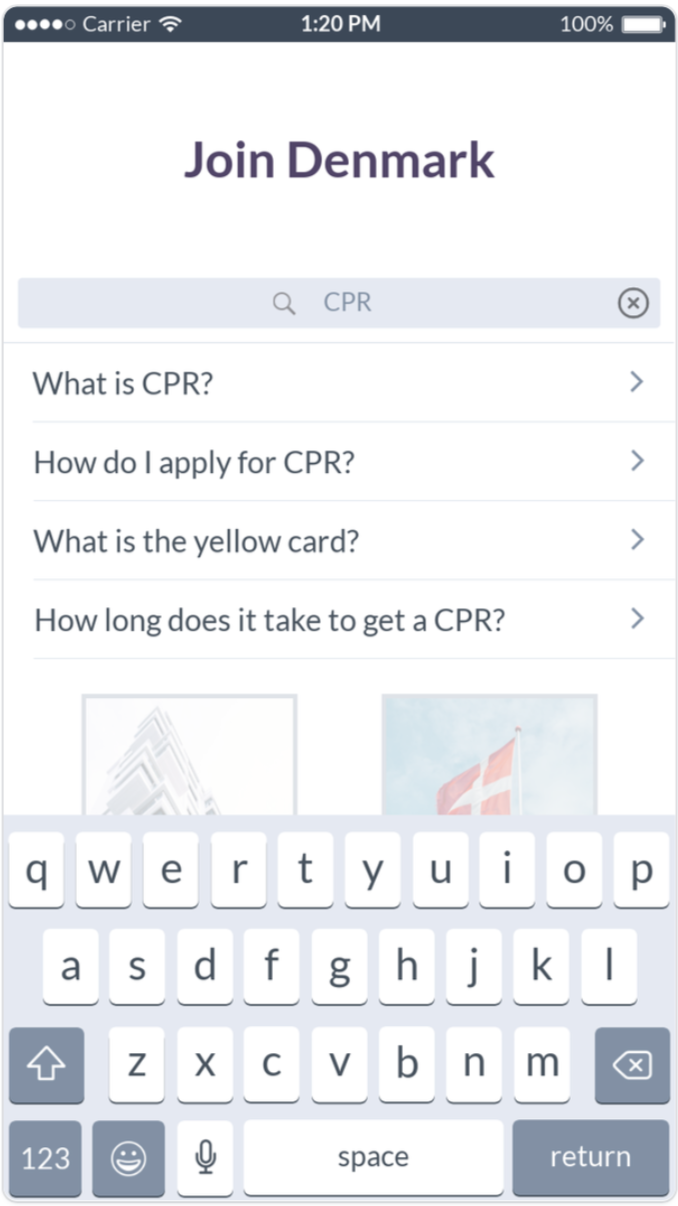 Carrier 1:20 PM 100%
Join Denmark
CPR
What is CPR?
How do I apply for CPR?
What is the yellow card?
How long does it take to get a CPR?
q w e r t y u i o p
a s d f g h j k l
z x c v b n m
123 space return